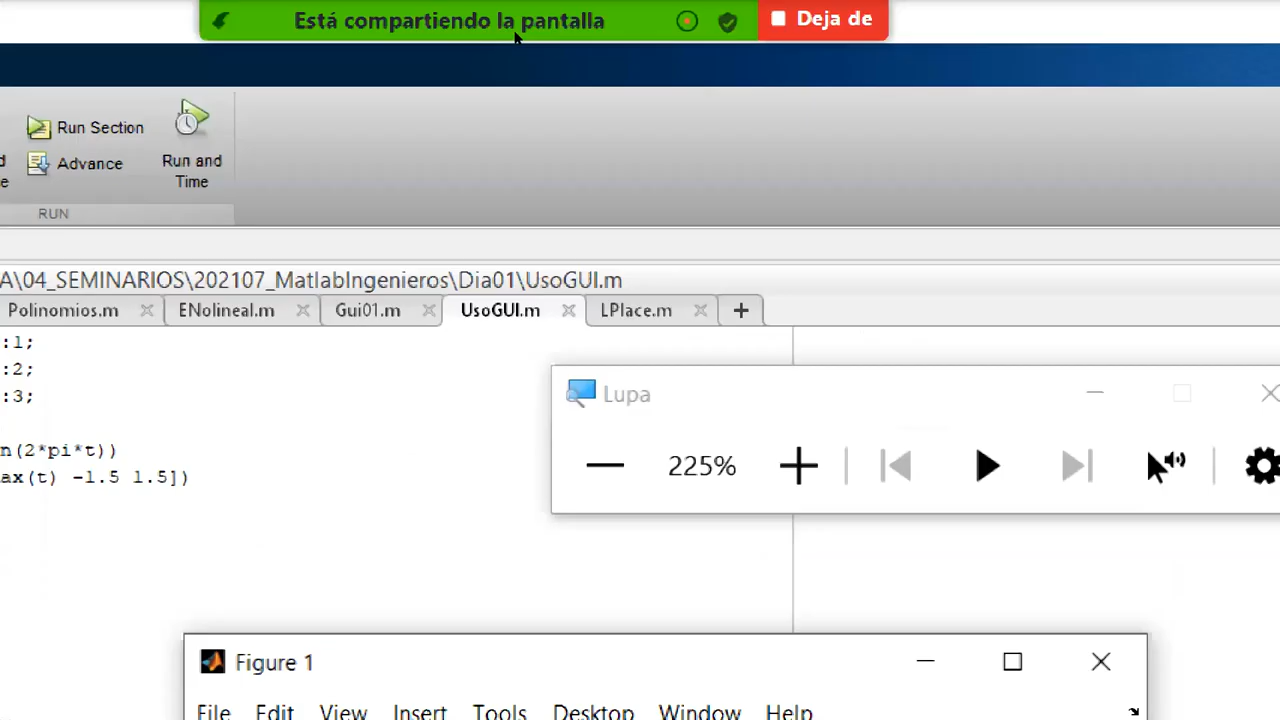 Está compartiendo la pantalla
Deja de
Run Section
Advance
Run and
Time
d
e
RUN
A\04_SEMINARIOS\202107_MatlabIngenieros\Dia01\UsoGUI.m
Polinomios.m
ENolineal.m
Gui01.m
UsoGUI.m
LPlace.m
:1;
:2;
:3;
n(2*pi*t))
ax(t) -1.5 1.5])
Lupa
225%
Figure 1
File Edit View Insert Tools Desktop Window Help